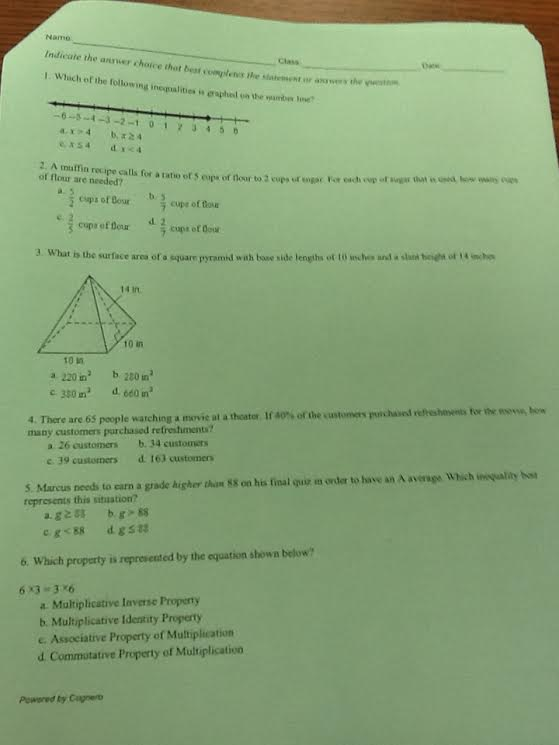 Name: Class: Date:
Indicate the answer choice that best completes the statement or answers the question.
1. Which of the following inequalities is graphed on the number line?
-6 -5 -4 -3 -2 -1 0 1 2 3 4 5 6
a. x > 4 b. x ≥ 4
c. x ≤ 4 d. x < 4
2. A muffin recipe calls for a ratio of 5 cups of flour to 2 cups of sugar. For each cup of sugar that is used, how many cups
of flour are needed?
a. 5/2 cups of flour b. 5/7 cups of flour
c. 2/5 cups of flour d. 2/7 cups of flour
3. What is the surface area of a square pyramid with base side lengths of 10 inches and a slant height of 14 inches
14 in.
10 in
10 in
a. 220 in² b. 280 in²
c. 380 in² d. 660 in²
4. There are 65 people watching a movie at a theater. If 40% of the customers purchased refreshments for the movie, how
many customers purchased refreshments?
a. 26 customers b. 34 customers
c. 39 customers d. 163 customers
5. Marcus needs to earn a grade higher than 88 on his final quiz in order to have an A average. Which inequality best
represents this situation?
a. g ≥ 88 b. g > 88
c. g < 88 d. g ≤ 88
6. Which property is represented by the equation shown below?
6 × 3 = 3 × 6
a. Multiplicative Inverse Property
b. Multiplicative Identity Property
c. Associative Property of Multiplication
d. Commutative Property of Multiplication
Powered by Cognero